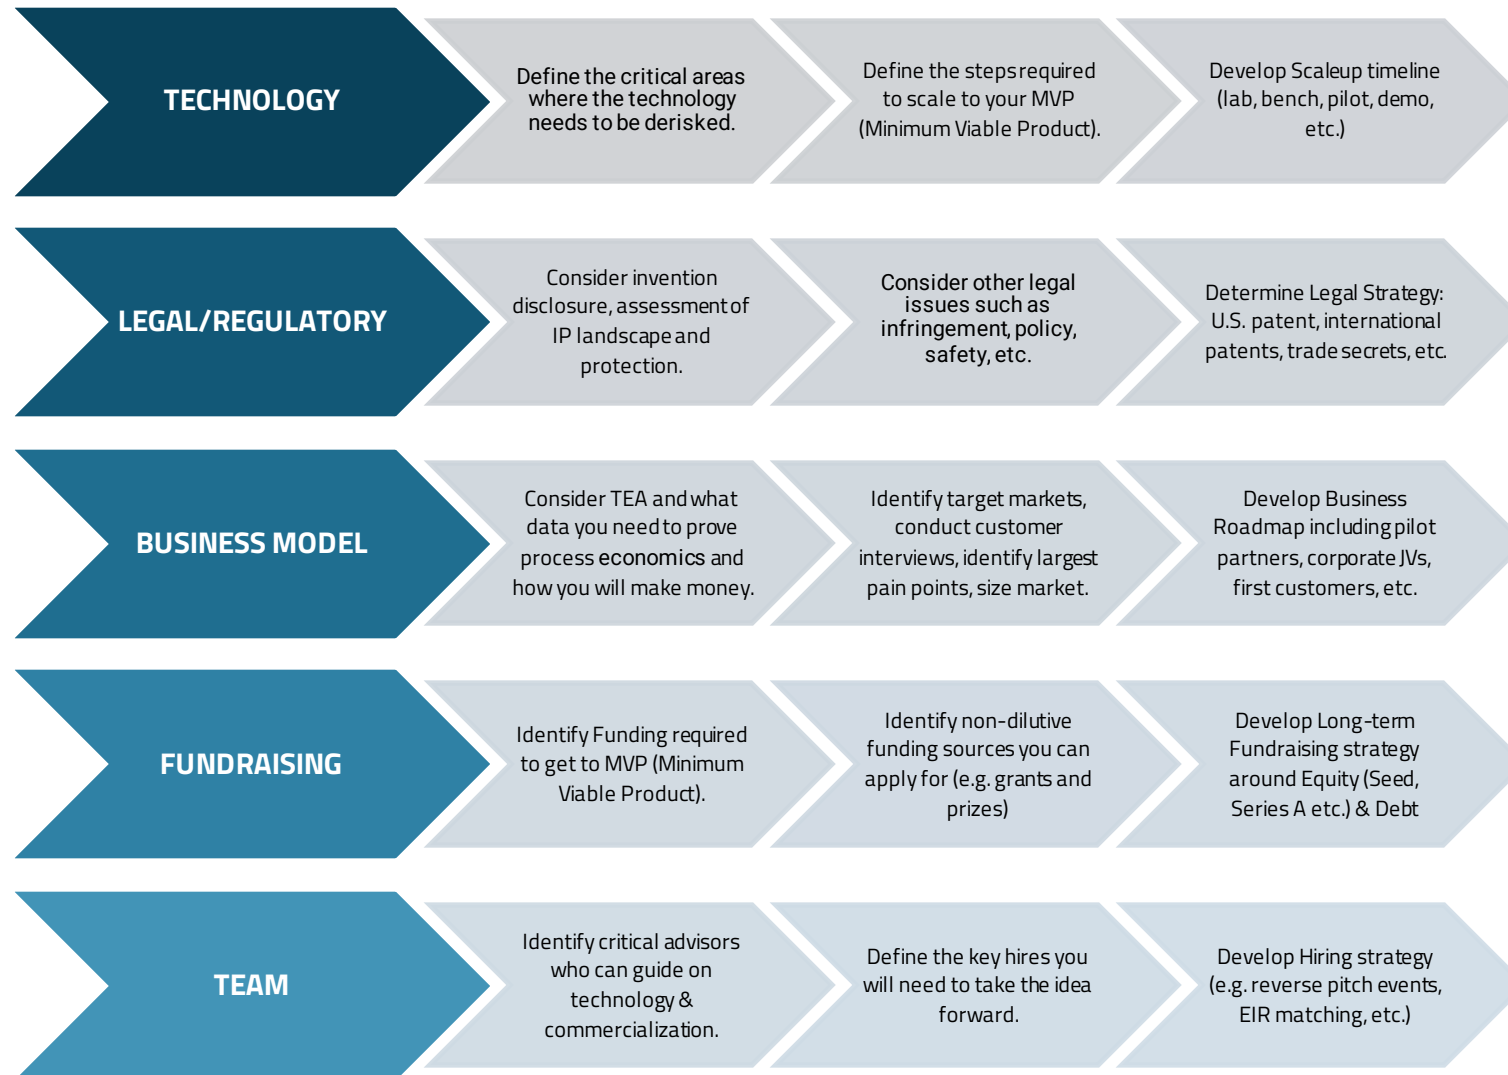 TECHNOLOGY
Define the critical areas
where the technology
needs to be derisked.
Define the steps required
to scale to your MVP
(Minimum Viable Product).
Develop Scaleup timeline
(lab, bench, pilot, demo,
etc.)
LEGAL/REGULATORY
Consider invention
disclosure, assessment of
IP landscape and
protection.
Consider other legal
issues such as
infringement, policy,
safety, etc.
Determine Legal Strategy:
U.S. patent, international
patents, trade secrets, etc.
BUSINESS MODEL
Consider TEA and what
data you need to prove
process economics and
how you will make money.
Identify target markets,
conduct customer
interviews, identify largest
pain points, size market.
Develop Business
Roadmap including pilot
partners, corporate JVs,
first customers, etc.
FUNDRAISING
Identify Funding required
to get to MVP (Minimum
Viable Product).
Identify non-dilutive
funding sources you can
apply for (e.g. grants and
prizes)
Develop Long-term
Fundraising strategy
around Equity (Seed,
Series A etc.) & Debt
TEAM
Identify critical advisors
who can guide on
technology &
commercialization.
Define the key hires you
will need to take the idea
forward.
Develop Hiring strategy
(e.g. reverse pitch events,
EIR matching, etc.)